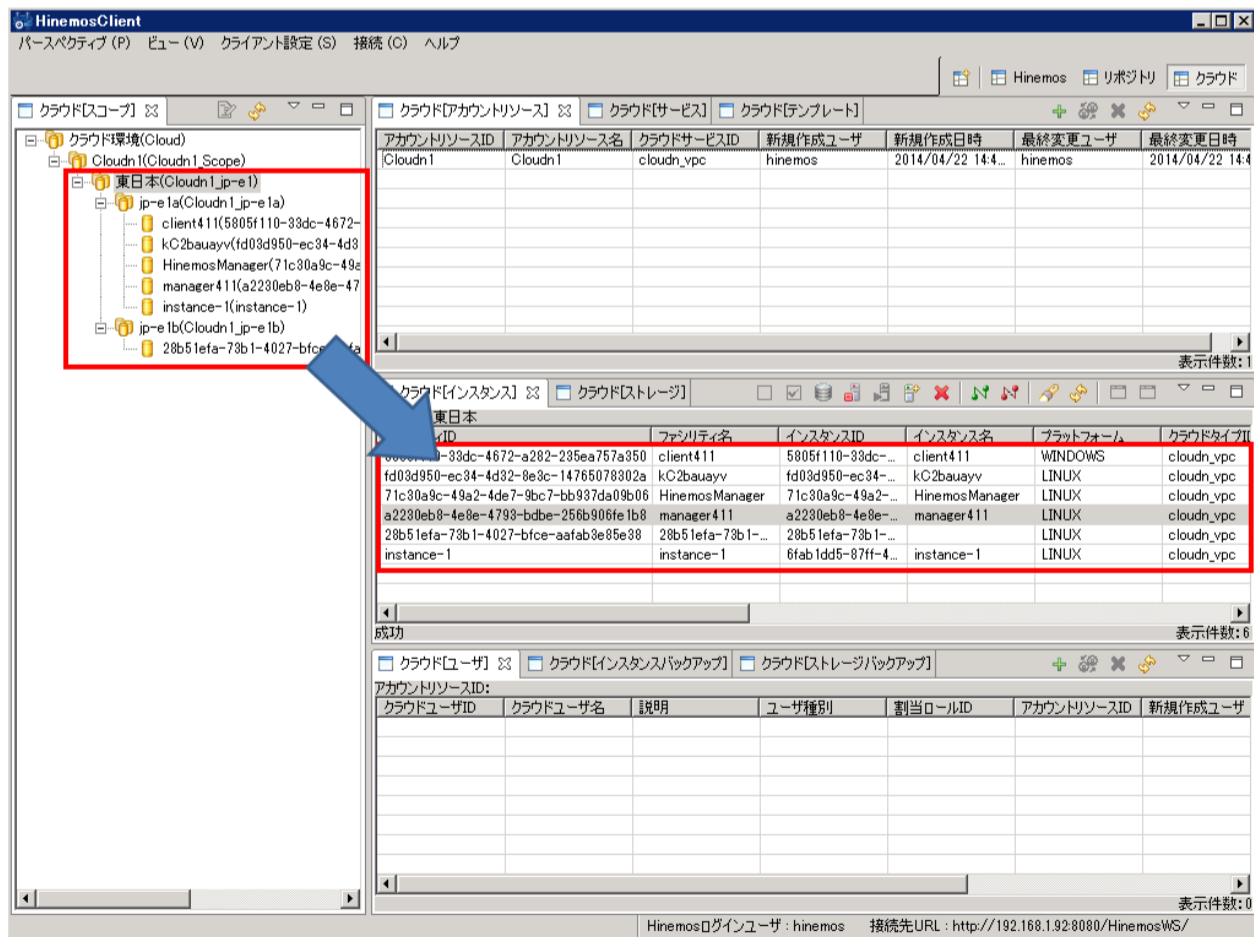 HinemosClient
パースペクティブ (P) ビュー (V) クライアント設定 (S) 接続 (C) ヘルプ
Hinemos リポジトリ クラウド
クラウド[スコープ]
クラウド環境(Cloud)
Cloudn1(Cloudn1_Scope)
東日本(Cloudn1_jp-e1)
jp-e1a(Cloudn1_jp-e1a)
client411(5805f110-33dc-4672-
kC2bauayv(fd03d950-ec34-4d3
HinemosManager(71c30a9c-49a
manager411(a2230eb8-4e8e-47
instance-1(instance-1)
jp-e1b(Cloudn1_jp-e1b)
28b51efa-73b1-4027-bfce
クラウド[アカウントリソース] クラウド[サービス] クラウド[テンプレート]
アカウントリソースID アカウントリソース名 クラウドサービスID 新規作成ユーザ 新規作成日時 最終変更ユーザ 最終変更日時
Cloudn1 Cloudn1 cloudn_vpc hinemos 2014/04/22 14:4... hinemos 2014/04/22 14:4
表示件数:1
クラウド[インスタンス] クラウド[ストレージ]
東日本
ID ファシリティ名 インスタンスID インスタンス名 プラットフォーム クラウドタイプII
-33dc-4672-a282-235ea757a350 client411 5805f110-33dc-... client411 WINDOWS cloudn_vpc
fd03d950-ec34-4d32-8e3c-14765078302a kC2bauayv fd03d950-ec34-... kC2bauayv LINUX cloudn_vpc
71c30a9c-49a2-4de7-9bc7-bb937da09b06 HinemosManager 71c30a9c-49a2-... HinemosManager LINUX cloudn_vpc
a2230eb8-4e8e-4793-bdbe-256b906fe1b8 manager411 a2230eb8-4e8e-... manager411 LINUX cloudn_vpc
28b51efa-73b1-4027-bfce-aafab3e85e38 28b51efa-73b1-... 28b51efa-73b1-... LINUX cloudn_vpc
instance-1 instance-1 6fab1dd5-87ff-4... instance-1 LINUX cloudn_vpc
成功 表示件数:6
クラウド[ユーザ] クラウド[インスタンスバックアップ] クラウド[ストレージバックアップ]
アカウントリソースID:
クラウドユーザID クラウドユーザ名 説明 ユーザ種別 割当ロールID アカウントリソースID 新規作成ユーザ
表示件数:0
Hinemosログインユーザ : hinemos 接続先URL : http://192.168.1.92:8080/HinemosWS/